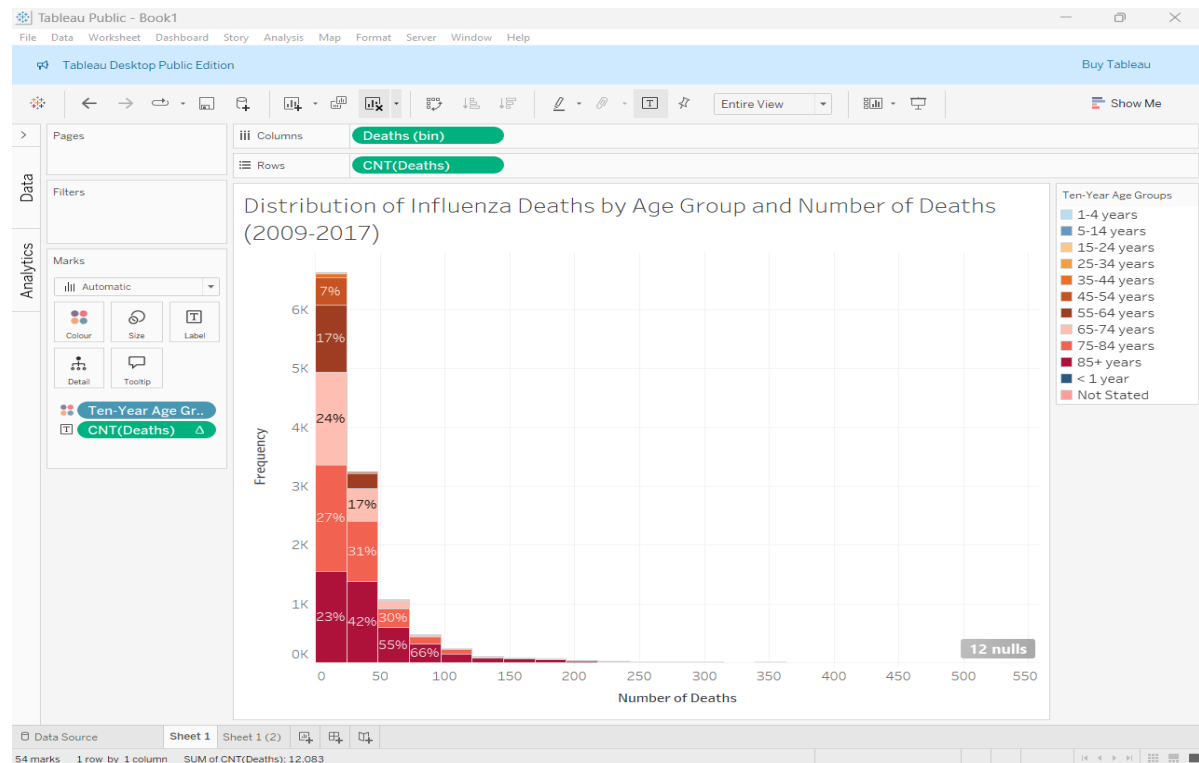 Tableau Public - Book1
File Data Worksheet Dashboard Story Analysis Map Format Server Window Help
Tableau Desktop Public Edition
Buy Tableau
Entire View
Show Me
Data
Analytics
Pages
Filters
Marks
Automatic
Colour
Size
Label
Detail
Tooltip
Ten-Year Age Gr..
CNT(Deaths)
Columns
Deaths (bin)
Rows
CNT(Deaths)
Distribution of Influenza Deaths by Age Group and Number of Deaths
(2009-2017)
Frequency
6K
5K
4K
3K
2K
1K
0K
7%
17%
24%
27%
23%
17%
31%
42%
30%
55%
66%
12 nulls
0 50 100 150 200 250 300 350 400 450 500 550
Number of Deaths
Ten-Year Age Groups
1-4 years
5-14 years
15-24 years
25-34 years
35-44 years
45-54 years
55-64 years
65-74 years
75-84 years
85+ years
< 1 year
Not Stated
Data Source
Sheet 1
Sheet 1 (2)
54 marks 1 row by 1 column SUM of CNT(Deaths): 12,083